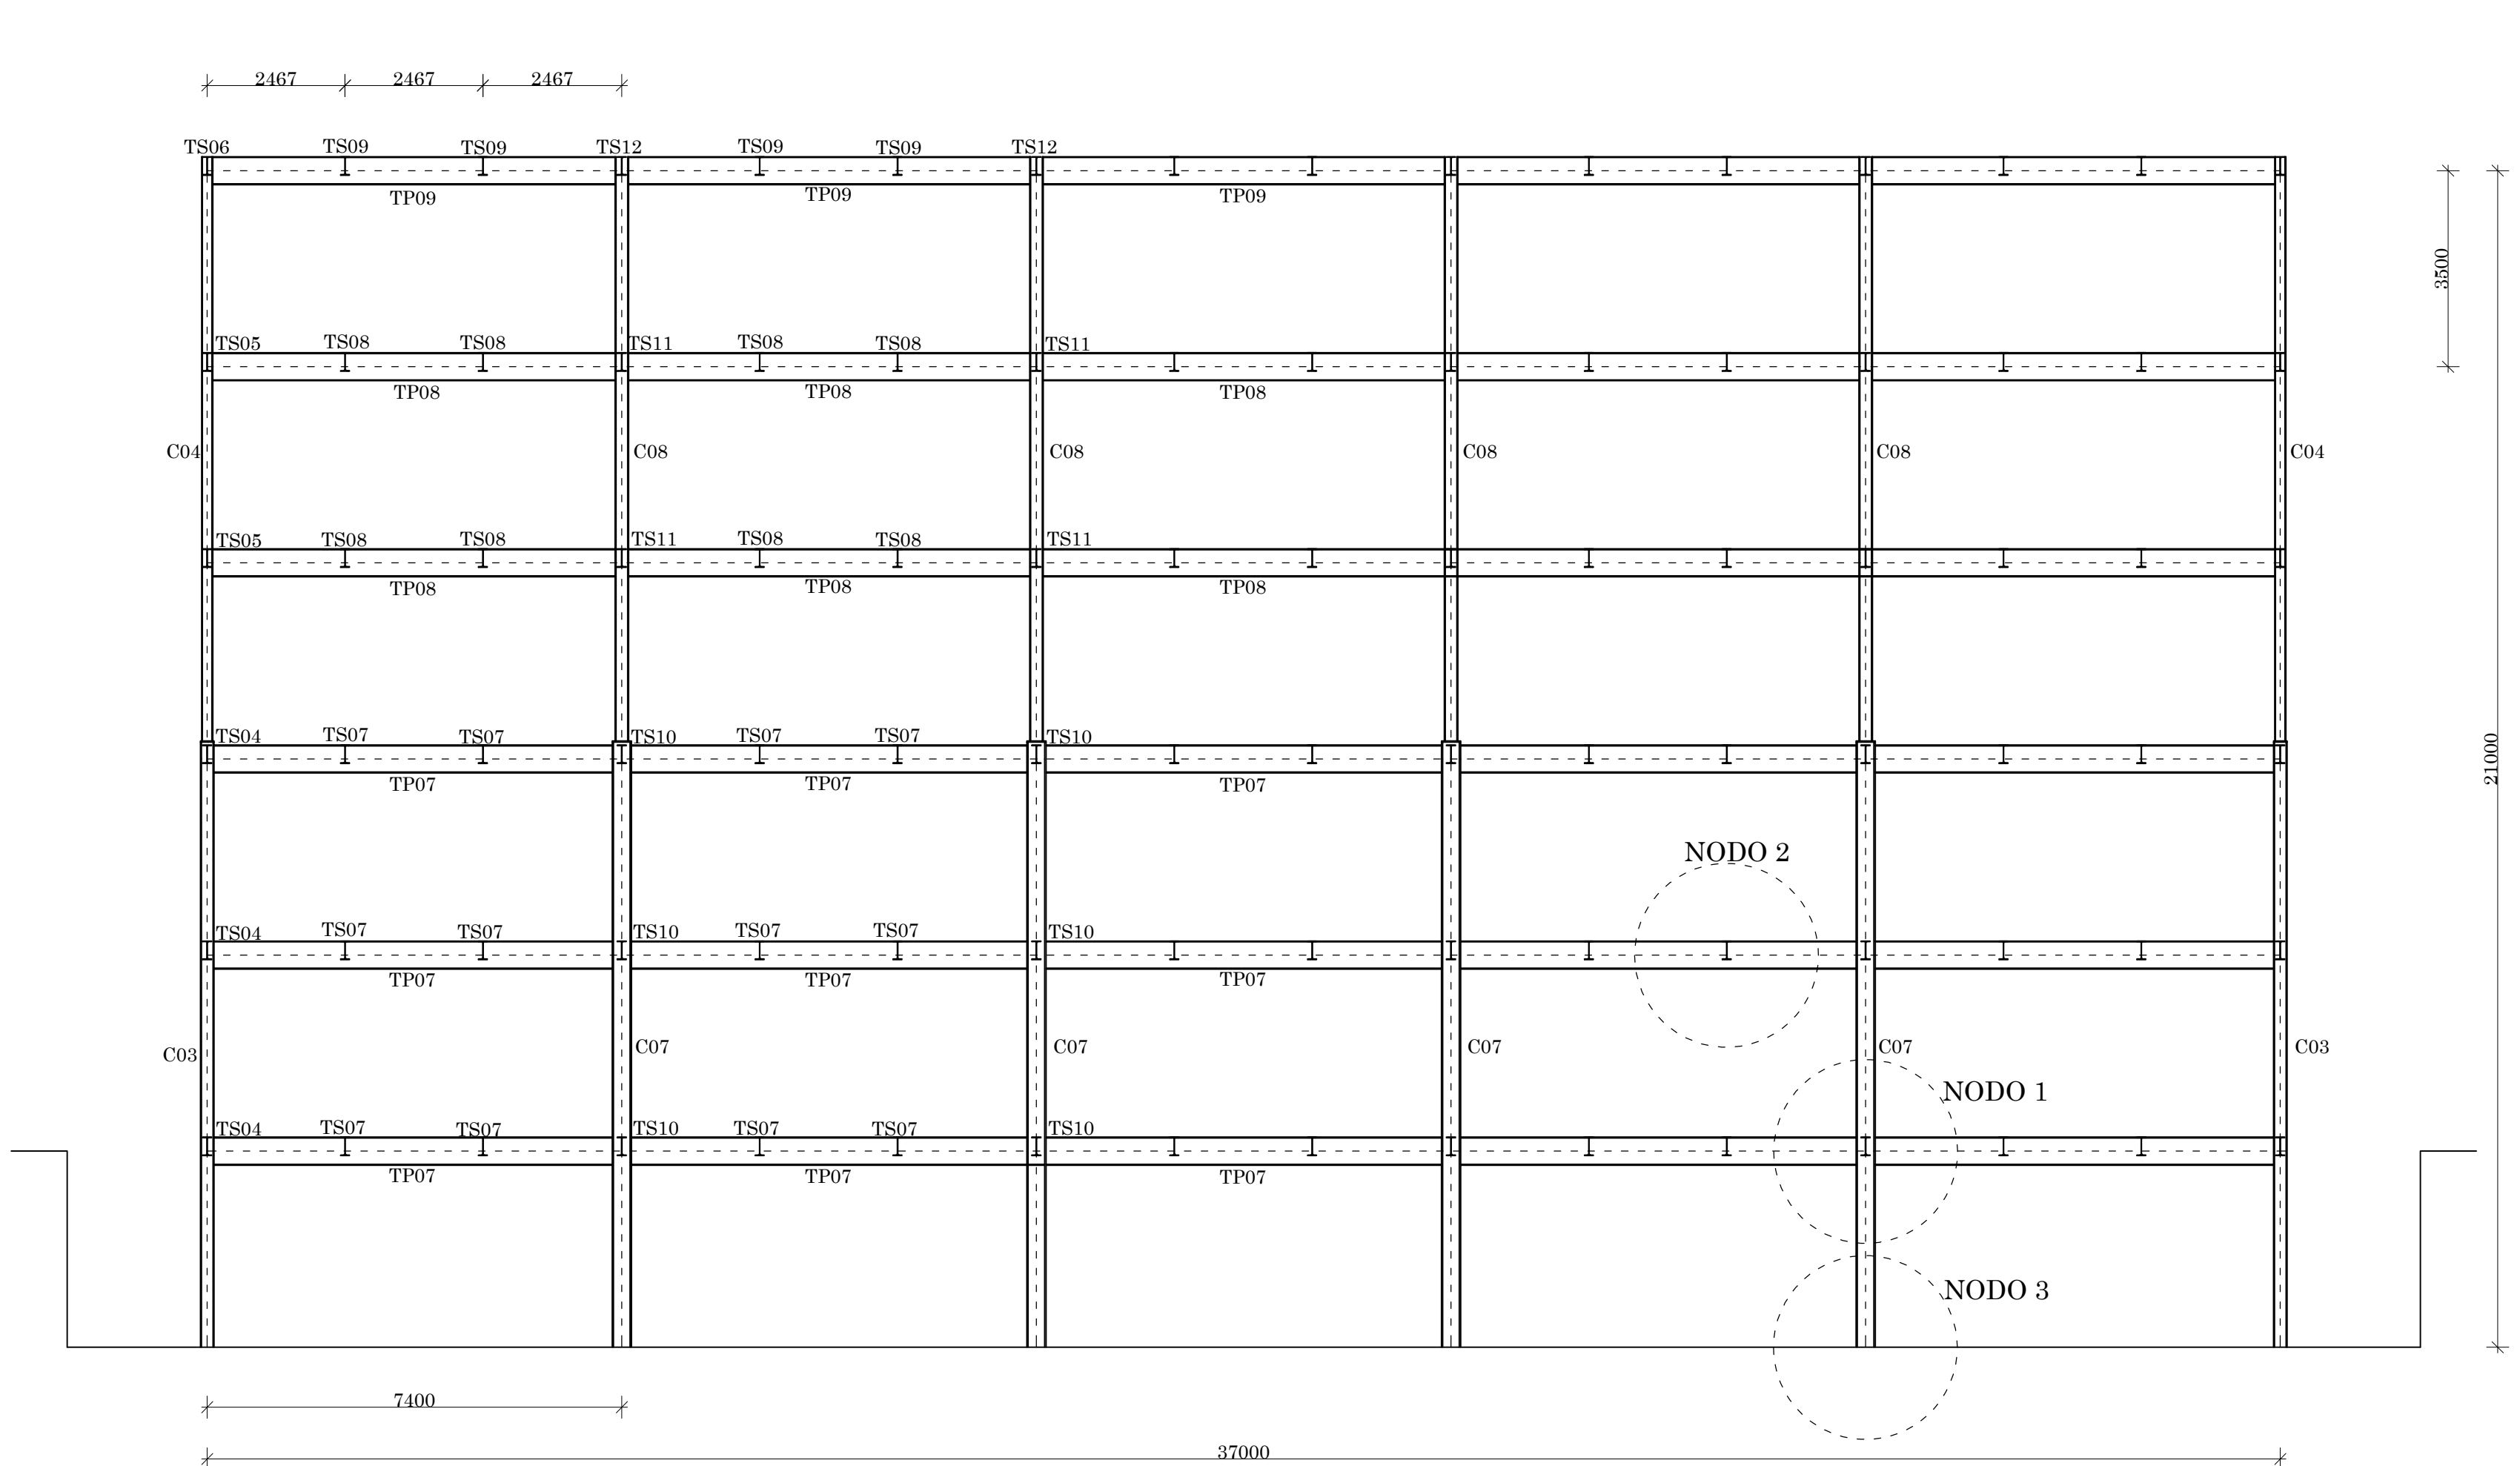 2467 2467 2467
TS06 TS09 TS09 TS12 TS09 TS09 TS12
TP09 TP09 TP09
3500
TS05 TS08 TS08 TS11 TS08 TS08 TS11
TP08 TP08 TP08
C04 C08 C08 C08 C08 C04
TS05 TS08 TS08 TS11 TS08 TS08 TS11
TP08 TP08 TP08
TS04 TS07 TS07 TS10 TS07 TS07 TS10
21000
TP07 TP07 TP07
NODO 2
TS04 TS07 TS07 TS10 TS07 TS07 TS10
TP07 TP07 TP07
C03 C07 C07 C07 C07 C03
NODO 1
TS04 TS07 TS07 TS10 TS07 TS07 TS10
TP07 TP07 TP07
NODO 3
7400
37000